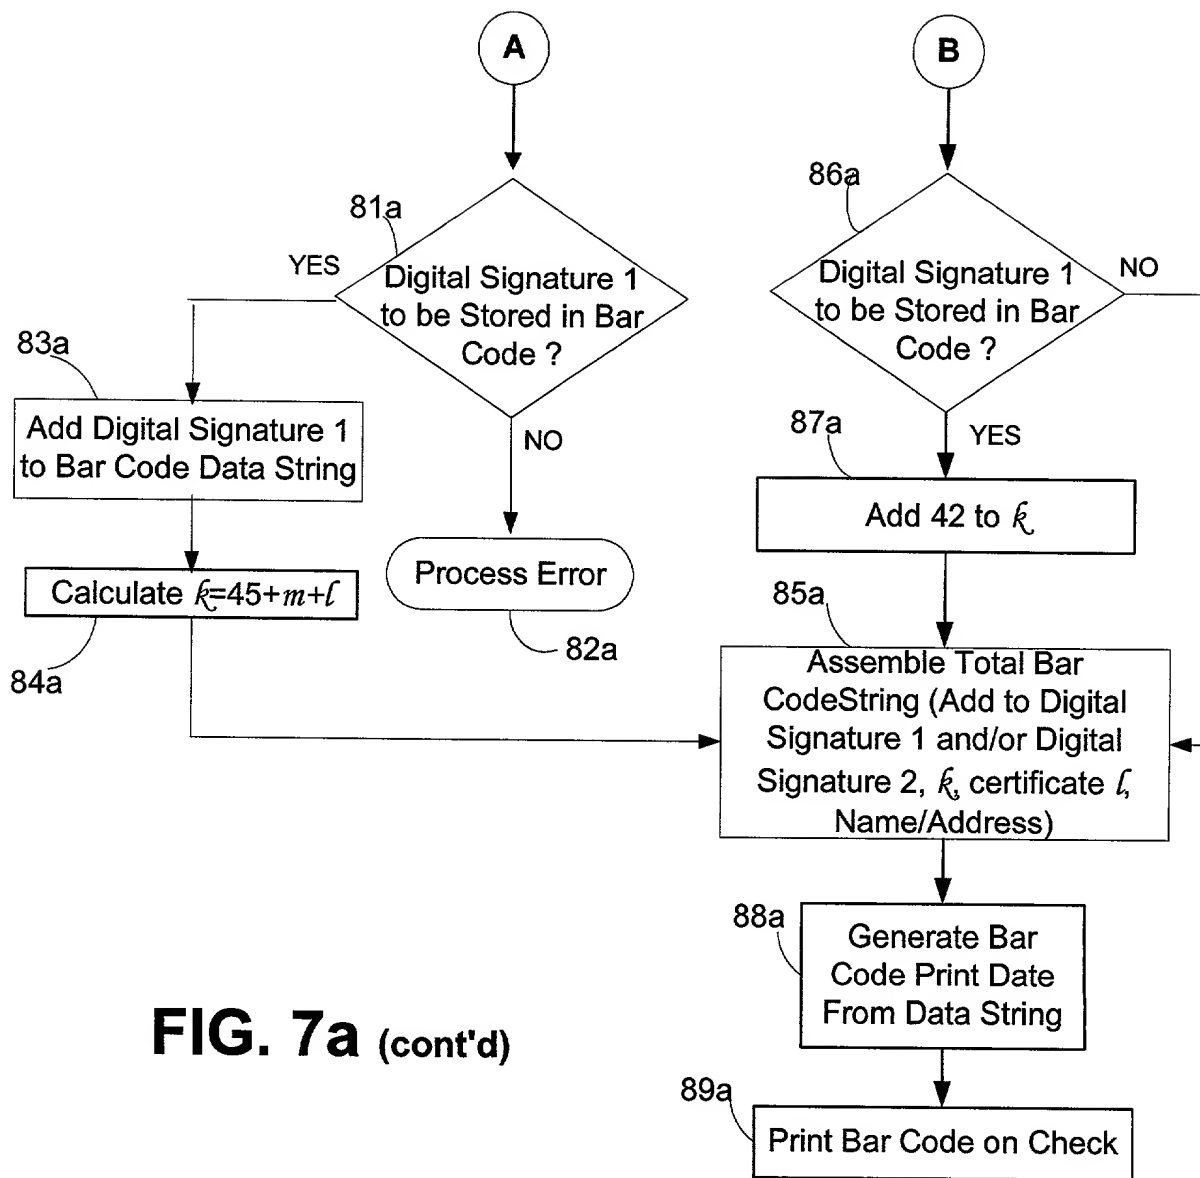 A
B
81a
86a
YES
Digital Signature 1
to be Stored in Bar
Code ?
Digital Signature 1
to be Stored in Bar
Code ?
NO
83a
Add Digital Signature 1
to Bar Code Data String
NO
87a
YES
Add 42 to k
Process Error
Calculate k=45+m+l
84a
82a
85a
Assemble Total Bar
CodeString (Add to Digital
Signature 1 and/or Digital
Signature 2, k, certificate l,
Name/Address)
88a
Generate Bar
Code Print Date
From Data String
FIG. 7a (cont'd)
89a
Print Bar Code on Check